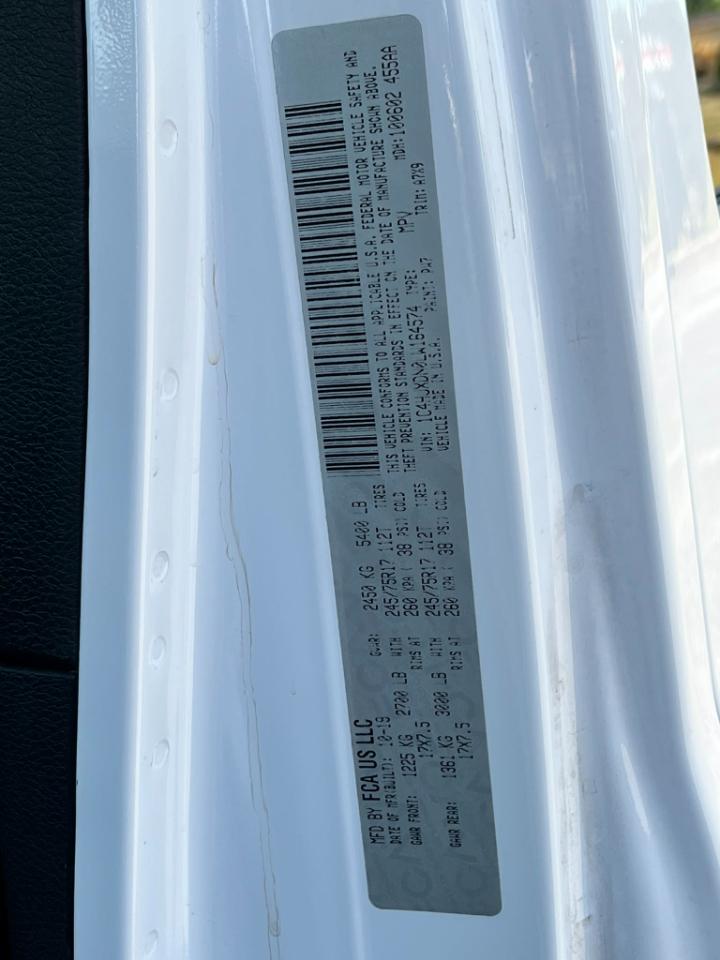 MFD BY FCA US LLC
DATE OF MFR(BUILT): 10-19 GVWR: 2450 KG 5400 LB
GAWR FRONT: 1225 KG 2700 LB WITH 245/75R17 112T TIRES
17X7.5 RIMS AT 260 KPA ( 38 PSI) COLD
GAWR REAR: 1361 KG 3000 LB WITH 245/75R17 112T TIRES
17X7.5 RIMS AT 260 KPA ( 38 PSI) COLD
THIS VEHICLE CONFORMS TO ALL APPLICABLE U.S.A. FEDERAL MOTOR VEHICLE SAFETY AND
THEFT PREVENTION STANDARDS IN EFFECT ON THE DATE OF MANUFACTURE SHOWN ABOVE.
VIN: 1C4HJXDN0LW164574 TYPE: MPV MDH: 100602 455AA
VEHICLE MADE IN U.S.A. PAINT: PW7 TRIM: A7X9